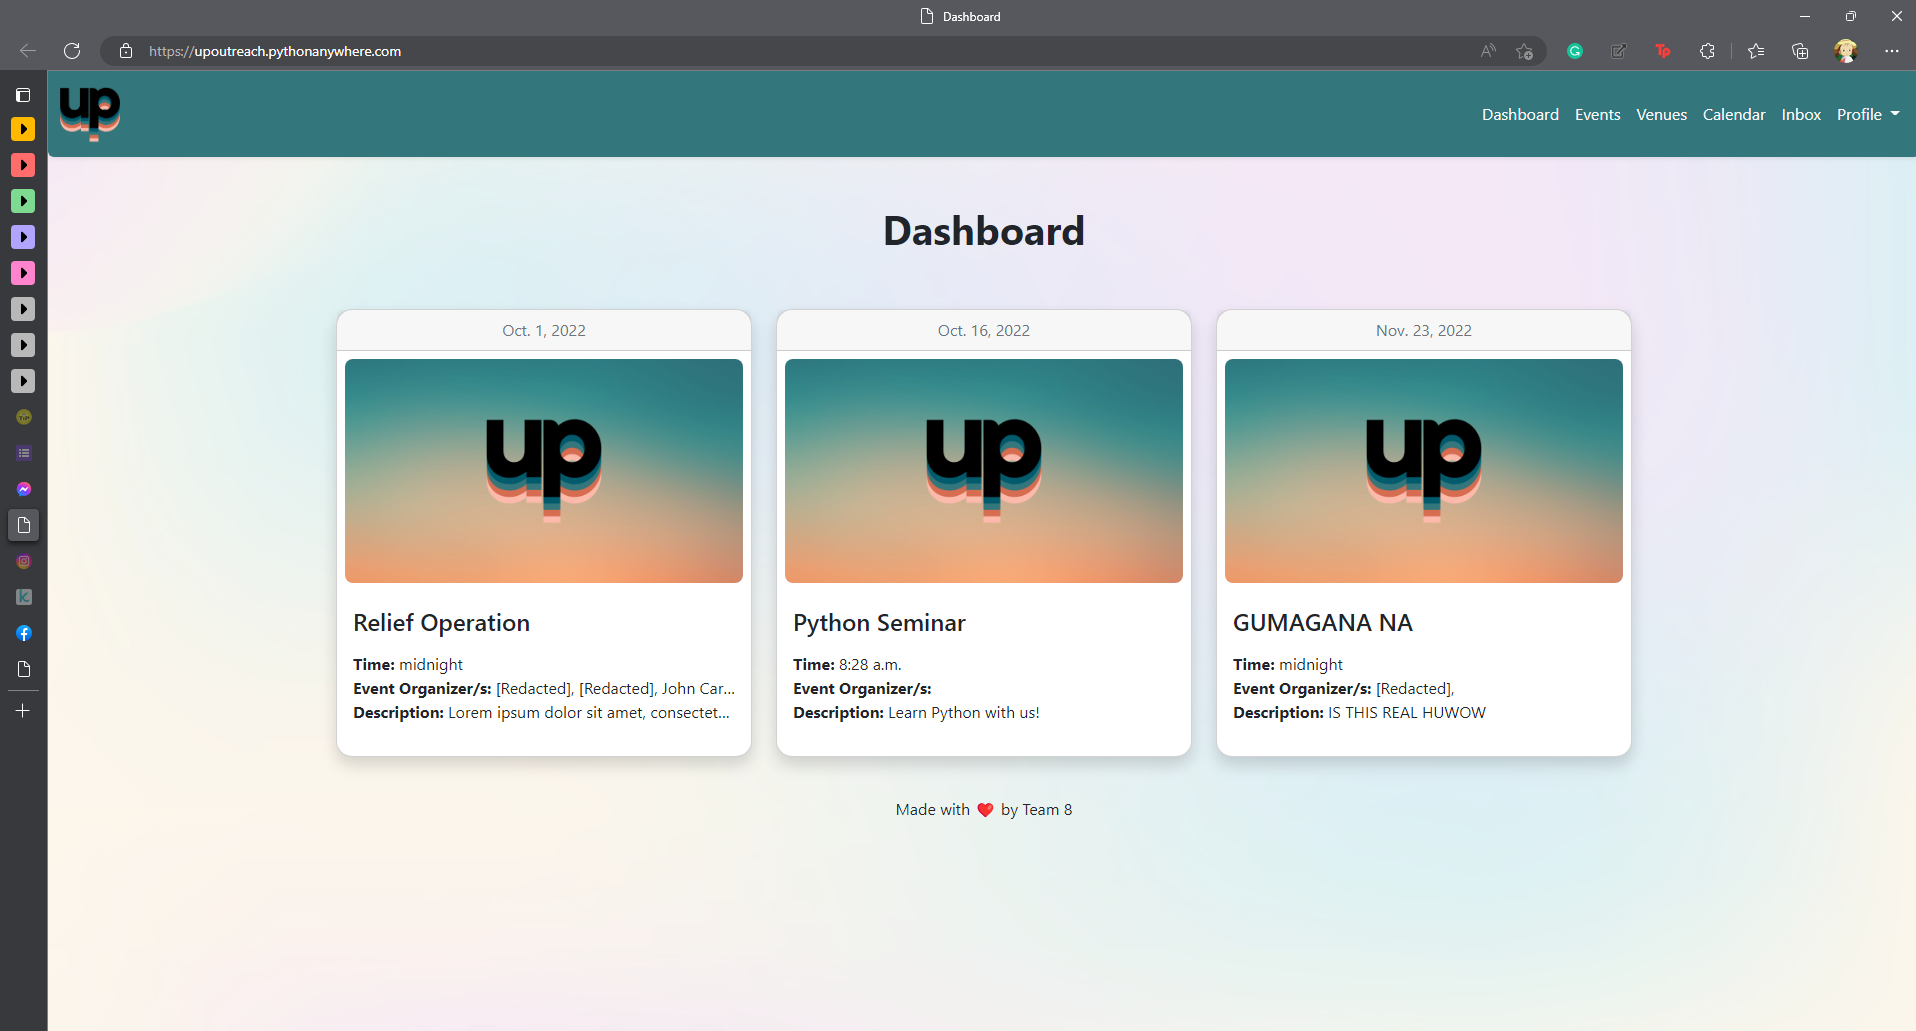 Dashboard
https://upoutreach.pythonanywhere.com
up
Dashboard Events Venues Calendar Inbox Profile
Dashboard
Oct. 1, 2022
up
Relief Operation
Time: midnight
Event Organizer/s: [Redacted], [Redacted], John Car...
Description: Lorem ipsum dolor sit amet, consectet...
Oct. 16, 2022
up
Python Seminar
Time: 8:28 a.m.
Event Organizer/s:
Description: Learn Python with us!
Nov. 23, 2022
up
GUMAGANA NA
Time: midnight
Event Organizer/s: [Redacted],
Description: IS THIS REAL HUWOW
Made with ❤️ by Team 8